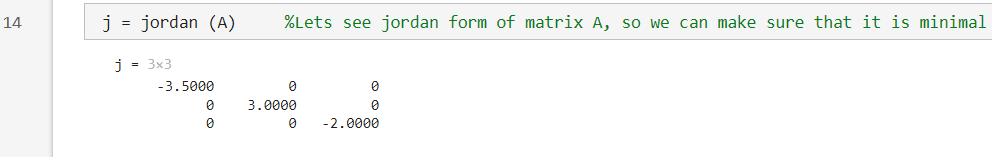 14 j = jordan (A) %Lets see jordan form of matrix A, so we can make sure that it is minimal
j = 3×3
-3.5000 0 0
0 3.0000 0
0 0 -2.0000